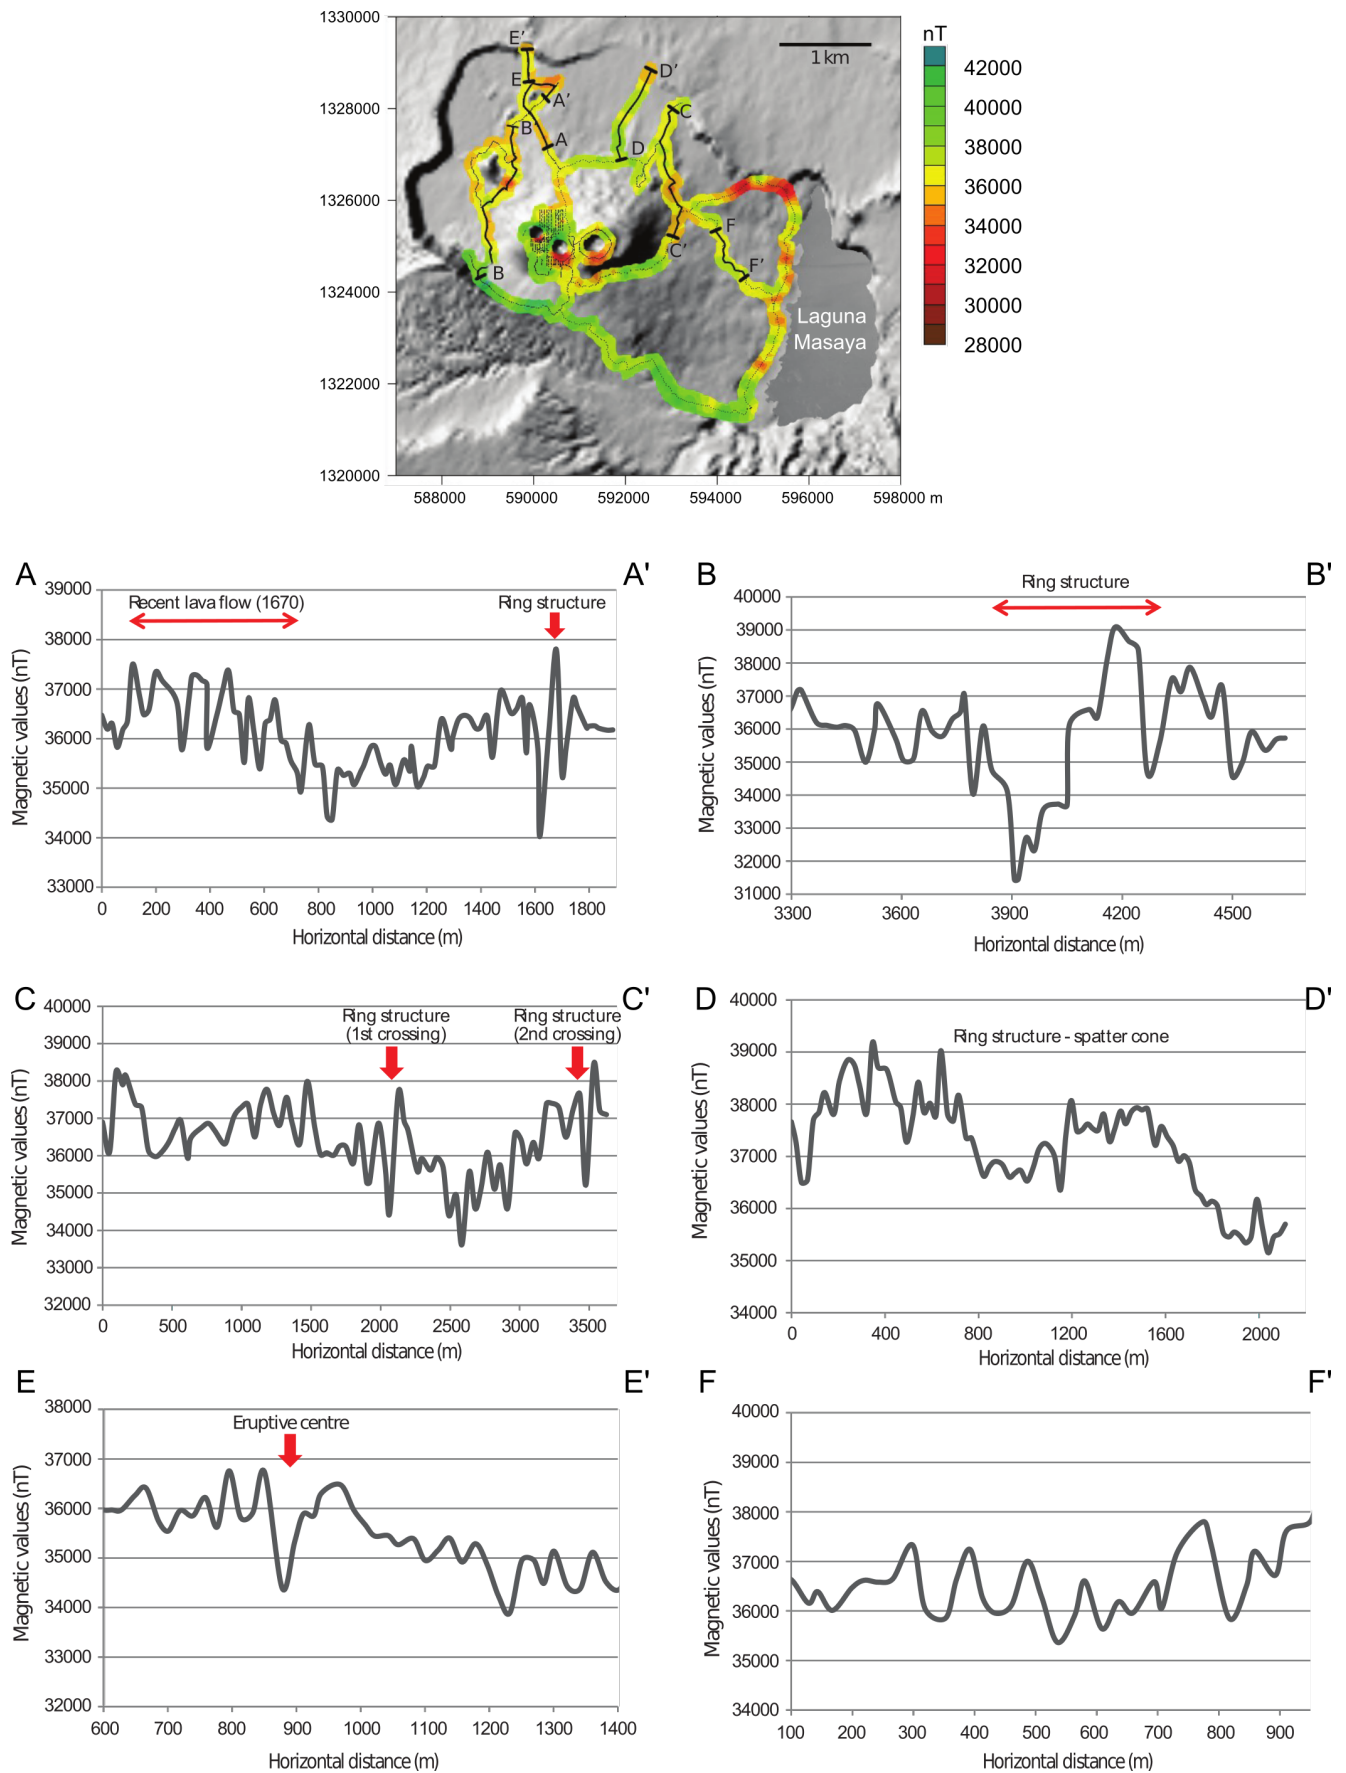 1330000
1328000
1326000
1324000
1322000
1320000
588000 590000 592000 594000 596000 598000 m
E'
E
A'
B'
A
D'
C
D
F
C'
F'
B
1 km
Laguna
Masaya
nT
42000
40000
38000
36000
34000
32000
30000
28000
A
A'
Recent lava flow (1670)
Ring structure
39000
38000
37000
36000
35000
34000
33000
Magnetic values (nT)
0 200 400 600 800 1000 1200 1400 1600 1800
Horizontal distance (m)
B
B'
Ring structure
40000
39000
38000
37000
36000
35000
34000
33000
32000
31000
Magnetic values (nT)
3300 3600 3900 4200 4500
Horizontal distance (m)
C
C'
Ring structure
(1st crossing)
Ring structure
(2nd crossing)
40000
39000
38000
37000
36000
35000
34000
33000
32000
Magnetic values (nT)
0 500 1000 1500 2000 2500 3000 3500
Horizontal distance (m)
D
D'
Ring structure - spatter cone
40000
39000
38000
37000
36000
35000
34000
Magnetic values (nT)
0 400 800 1200 1600 2000
Horizontal distance (m)
E
E'
Eruptive centre
38000
37000
36000
35000
34000
33000
32000
Magnetic values (nT)
600 700 800 900 1000 1100 1200 1300 1400
Horizontal distance (m)
F
F'
40000
39000
38000
37000
36000
35000
34000
Magnetic values (nT)
100 200 300 400 500 600 700 800 900
Horizontal distance (m)